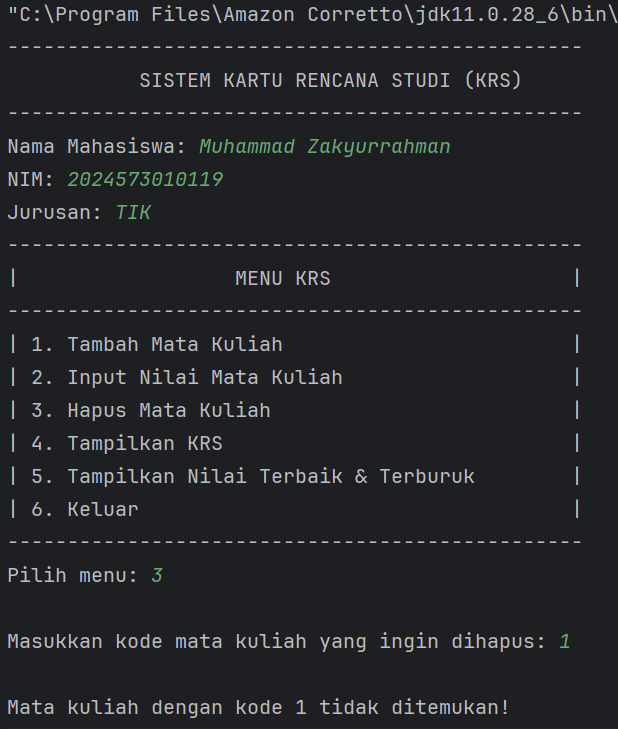 "C:\Program Files\Amazon Corretto\jdk11.0.28_6\bin\
------------------------------------------------
           SISTEM KARTU RENCANA STUDI (KRS)
------------------------------------------------
Nama Mahasiswa: Muhammad Zakyurrahman
NIM: 2024573010119
Jurusan: TIK
------------------------------------------------
|                  MENU KRS                    |
------------------------------------------------
| 1. Tambah Mata Kuliah                        |
| 2. Input Nilai Mata Kuliah                   |
| 3. Hapus Mata Kuliah                         |
| 4. Tampilkan KRS                             |
| 5. Tampilkan Nilai Terbaik & Terburuk        |
| 6. Keluar                                    |
------------------------------------------------
Pilih menu: 3
Masukkan kode mata kuliah yang ingin dihapus: 1
Mata kuliah dengan kode 1 tidak ditemukan!